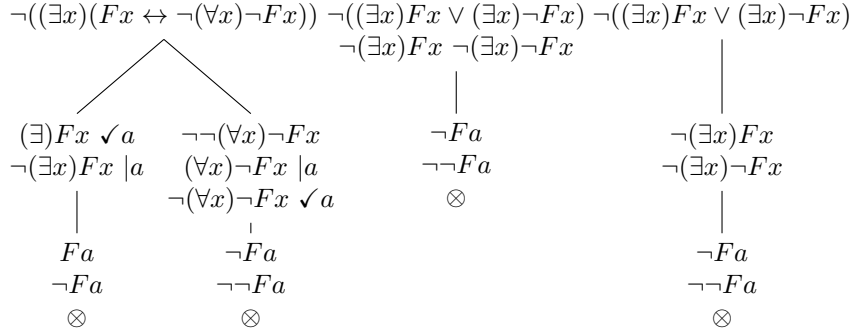 ¬((∃x)(Fx ↔ ¬(∀x)¬Fx)) ¬((∃x)Fx ∨ (∃x)¬Fx) ¬((∃x)Fx ∨ (∃x)¬Fx)
¬(∃x)Fx ¬(∃x)¬Fx
(∃)Fx ✓a ¬¬(∀x)¬Fx ¬Fa ¬(∃x)Fx
¬(∃x)Fx |a (∀x)¬Fx |a ¬¬Fa ¬(∃x)¬Fx
¬(∀x)¬Fx ✓a ⊗
Fa ¬Fa ¬Fa
¬Fa ¬¬Fa ¬¬Fa
⊗ ⊗ ⊗